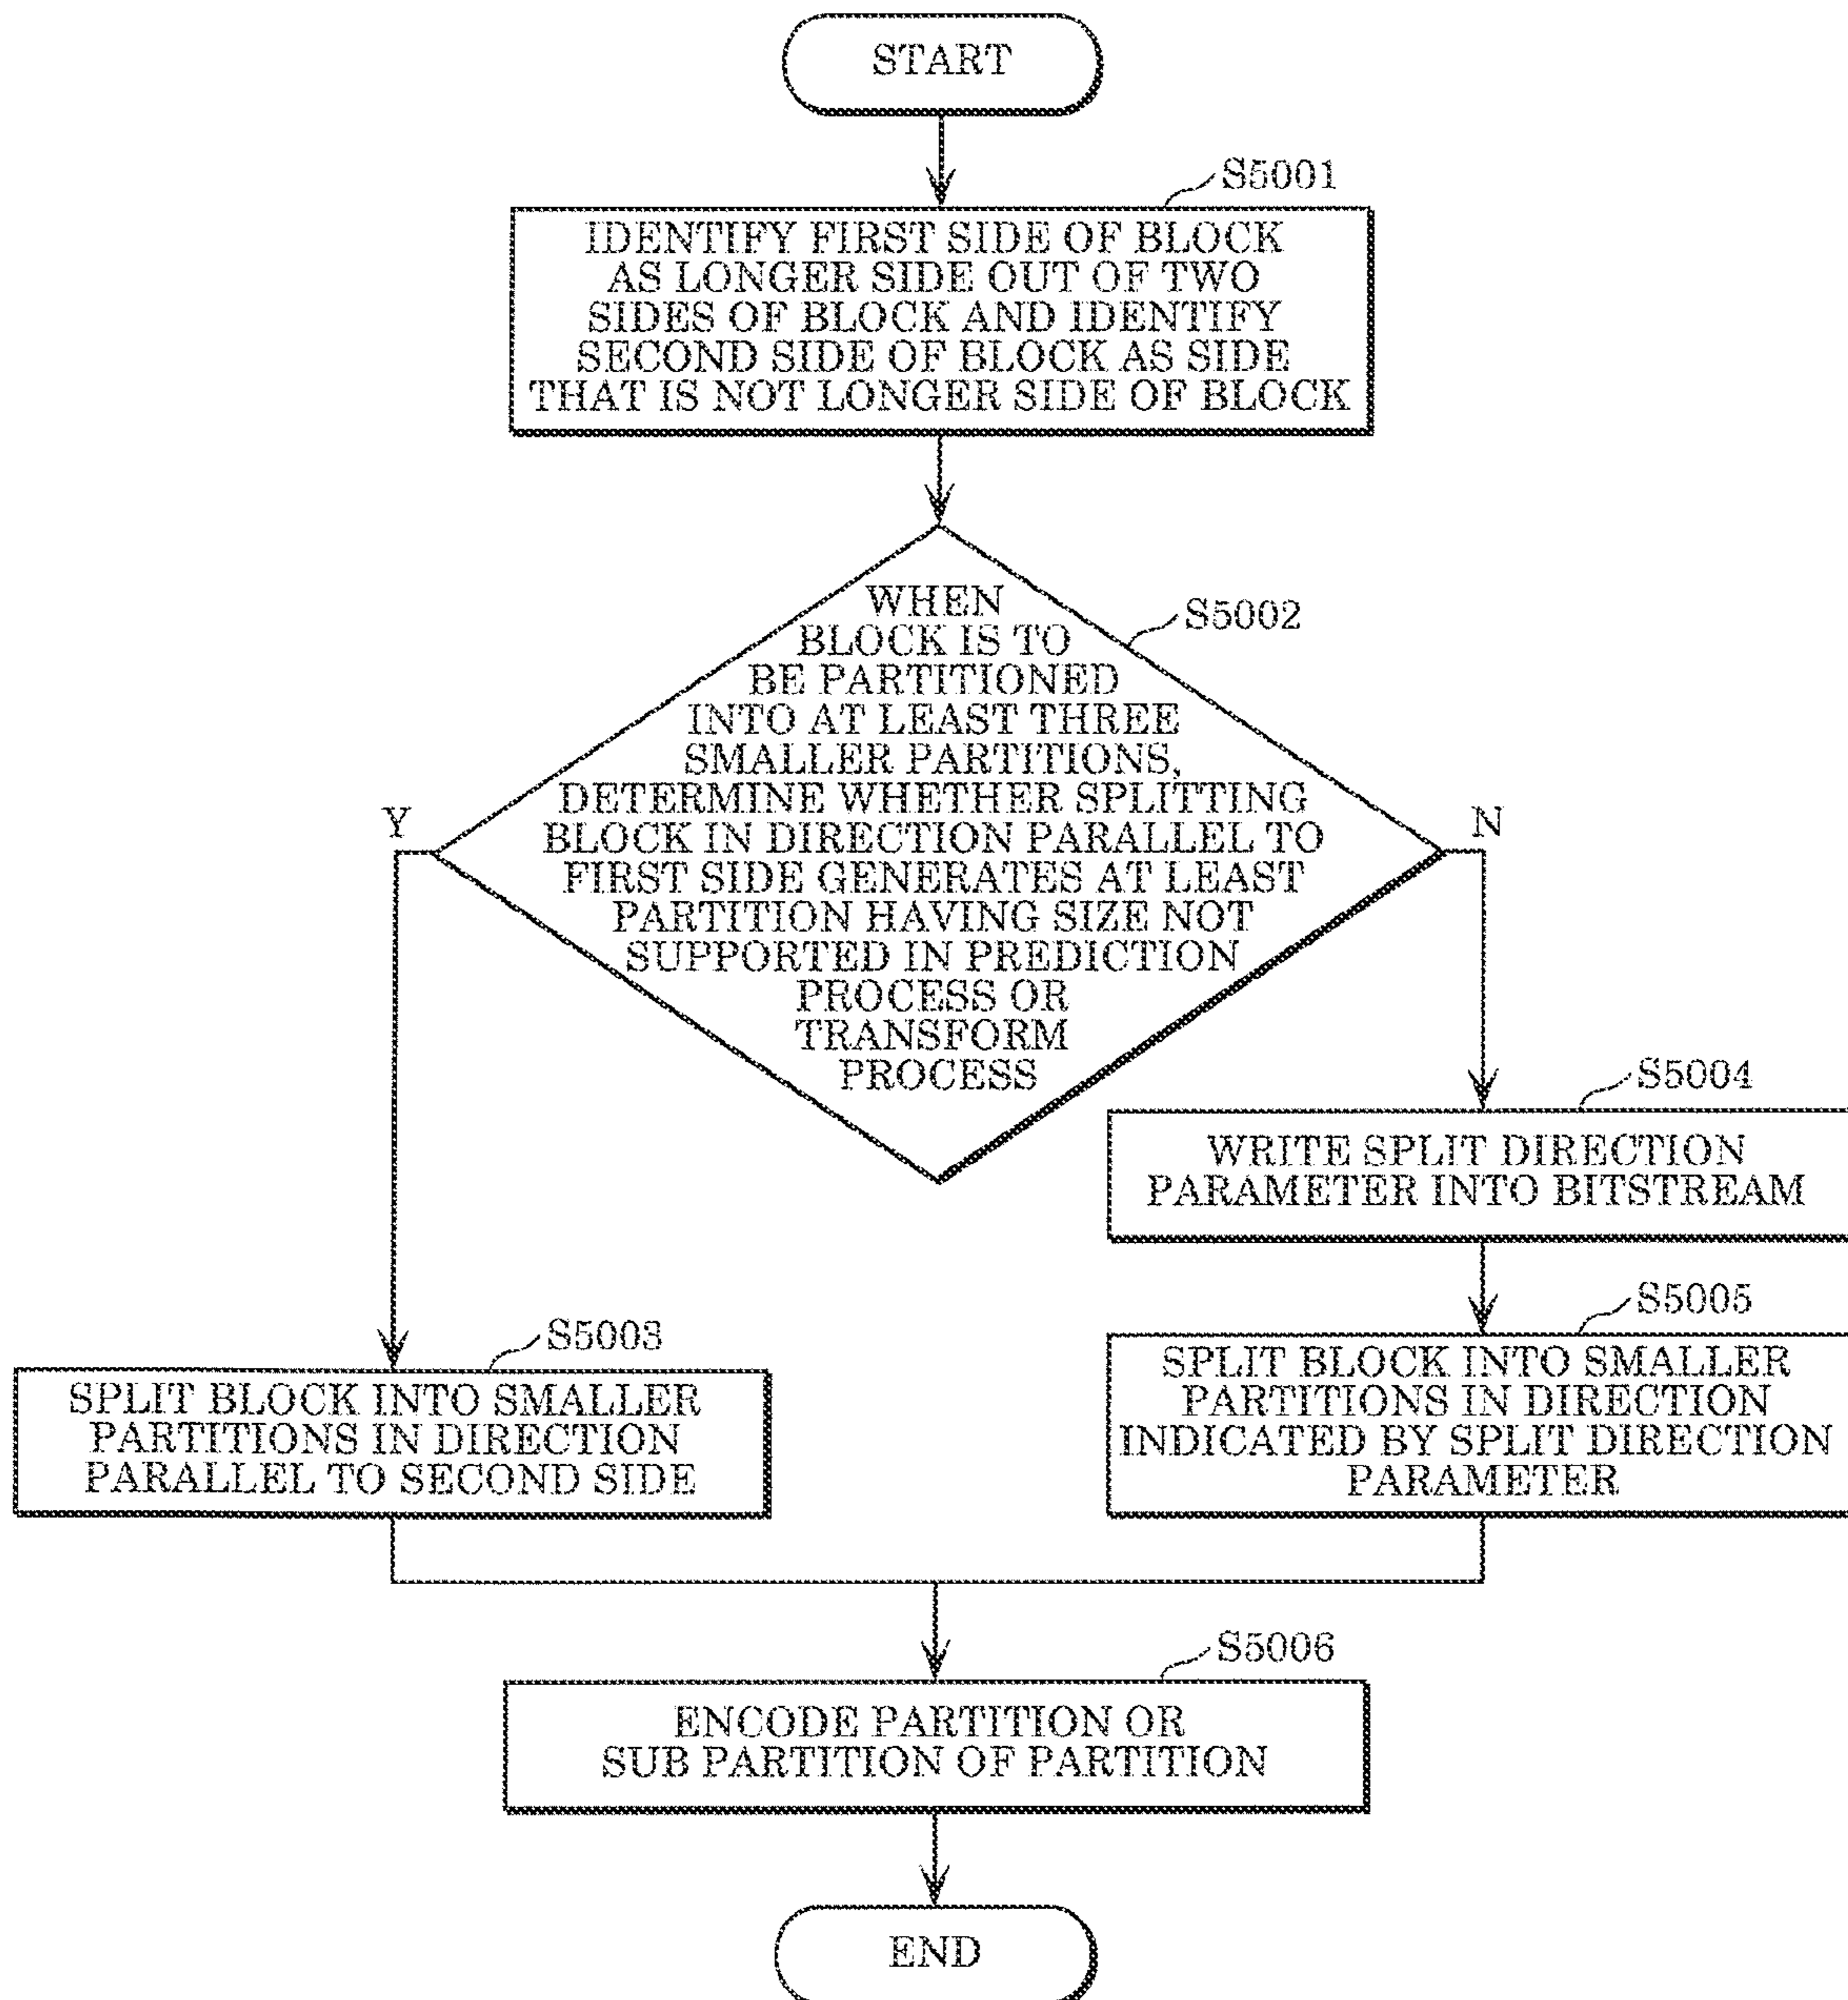 START
S5001
IDENTIFY FIRST SIDE OF BLOCK
AS LONGER SIDE OUT OF TWO
SIDES OF BLOCK AND IDENTIFY
SECOND SIDE OF BLOCK AS SIDE
THAT IS NOT LONGER SIDE OF BLOCK
S5002
WHEN
BLOCK IS TO
BE PARTITIONED
INTO AT LEAST THREE
SMALLER PARTITIONS,
DETERMINE WHETHER SPLITTING
BLOCK IN DIRECTION PARALLEL TO
FIRST SIDE GENERATES AT LEAST
PARTITION HAVING SIZE NOT
SUPPORTED IN PREDICTION
PROCESS OR
TRANSFORM
PROCESS
Y
N
S5004
WRITE SPLIT DIRECTION
PARAMETER INTO BITSTREAM
S5003
SPLIT BLOCK INTO SMALLER
PARTITIONS IN DIRECTION
PARALLEL TO SECOND SIDE
S5005
SPLIT BLOCK INTO SMALLER
PARTITIONS IN DIRECTION
INDICATED BY SPLIT DIRECTION
PARAMETER
S5006
ENCODE PARTITION OR
SUB PARTITION OF PARTITION
END